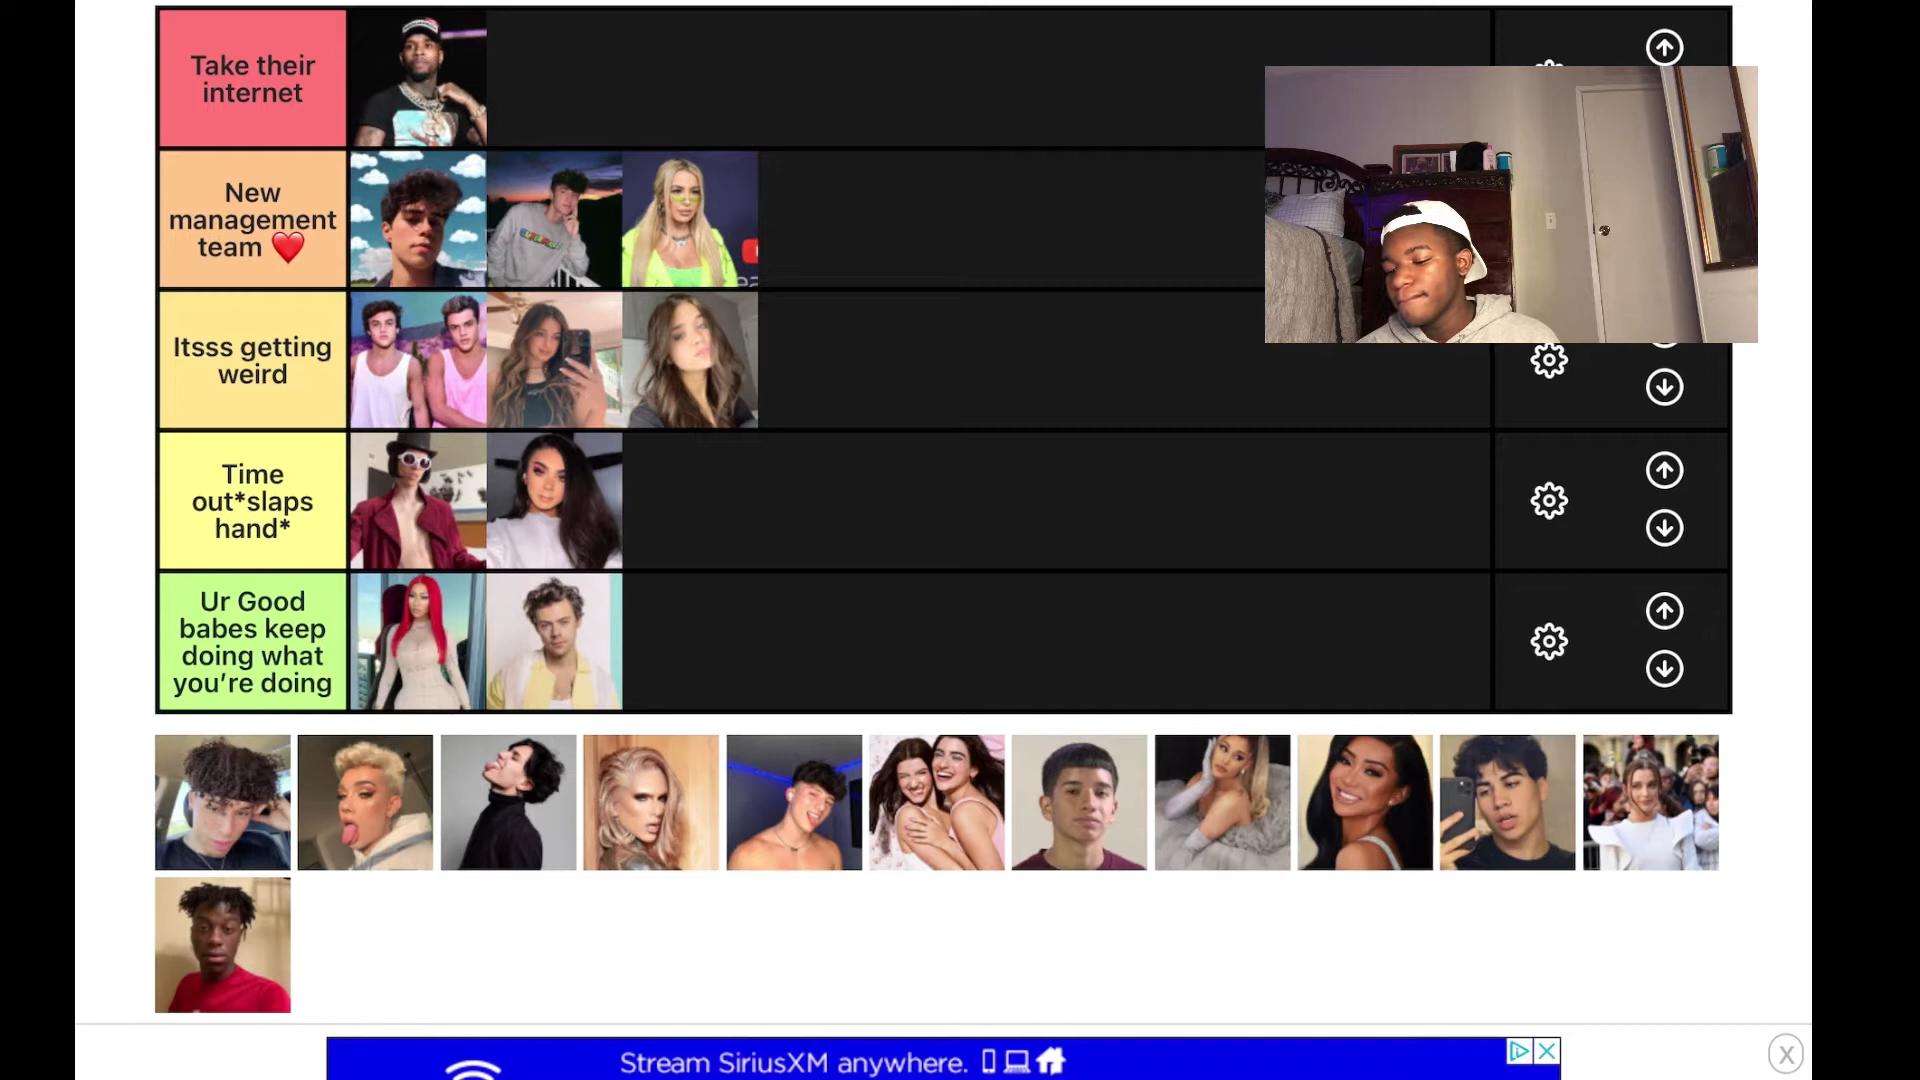 Take their
internet
New
management
team ❤️
Itsss getting
weird
Time
out*slaps
hand*
Ur Good
babes keep
doing what
you’re doing
Stream SiriusXM anywhere.
X